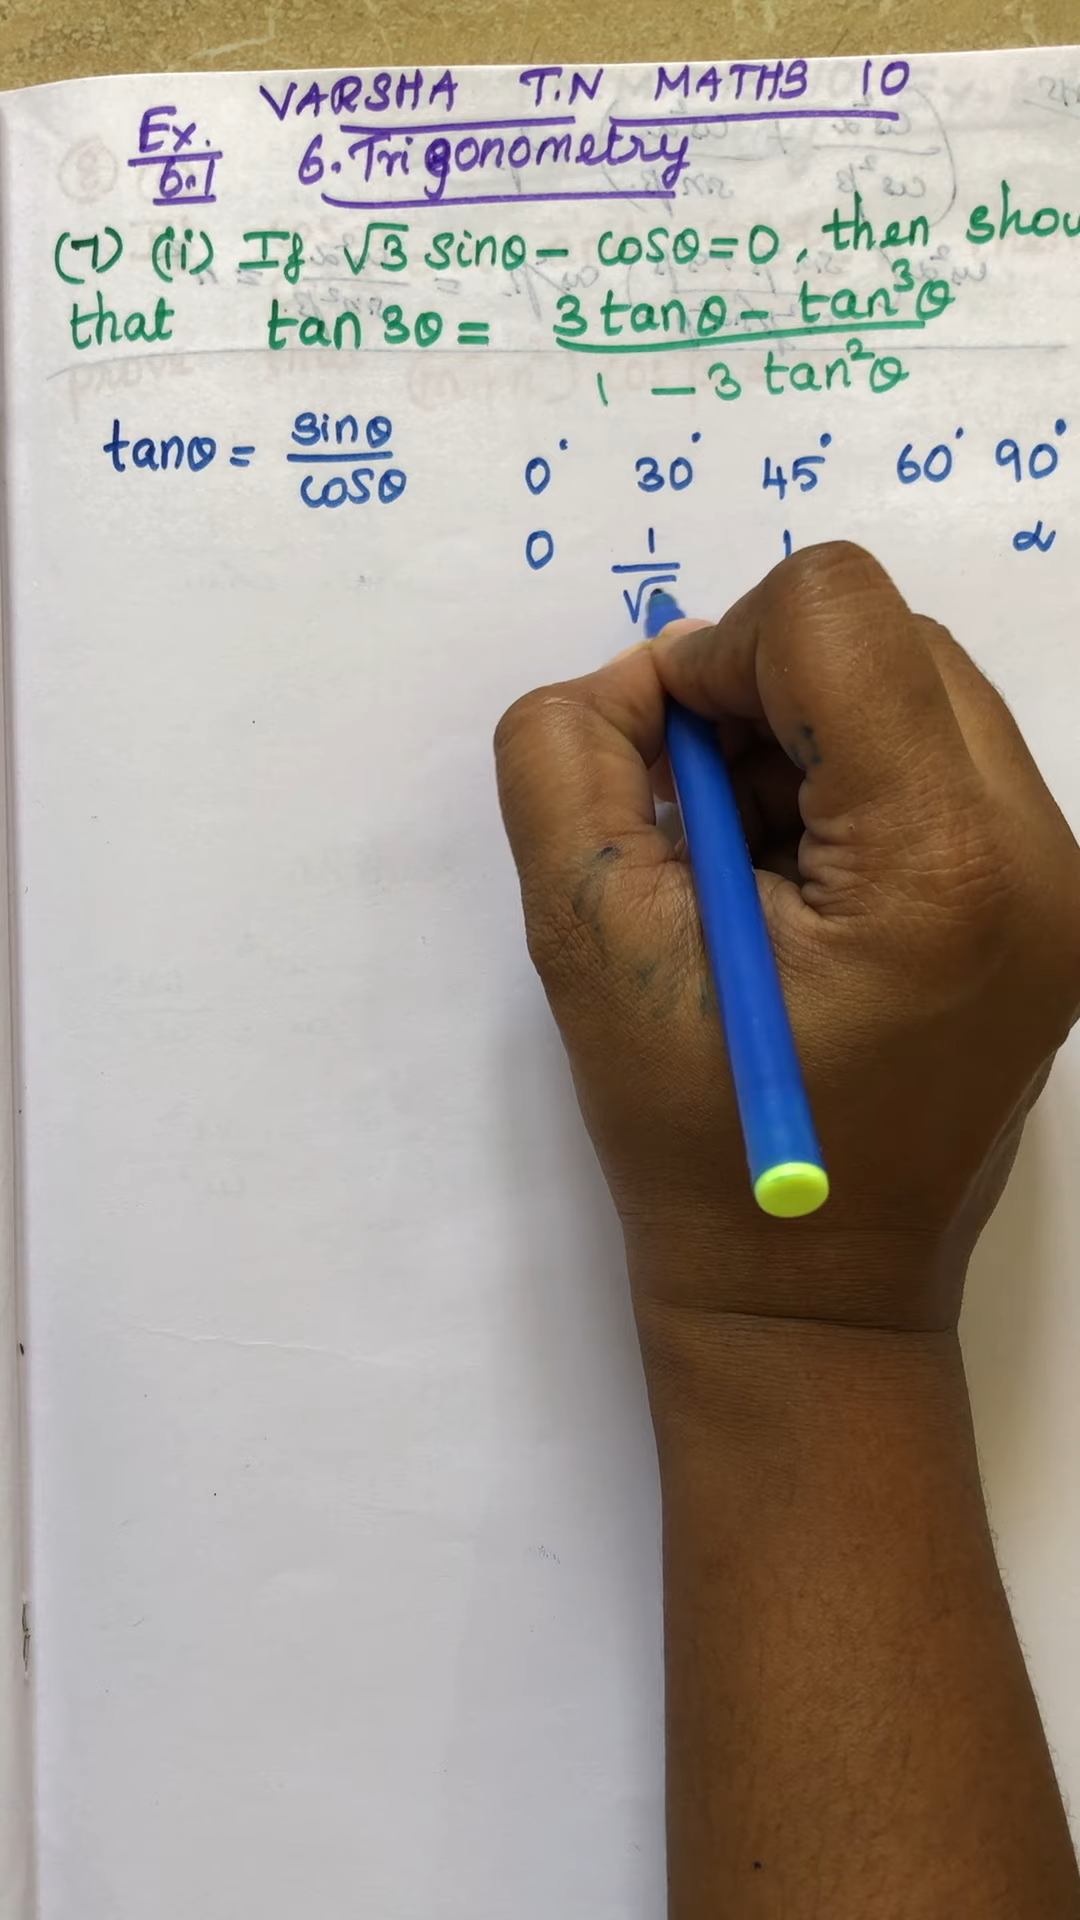 VARSHA T.N MATHS 10
Ex. 6.1
6. Trigonometry
(7) (ii) If √3 sinθ - cosθ = 0, then show
that tan 3θ = 3 tanθ - tan³θ / 1 - 3 tan²θ
tanθ = sinθ / cosθ 0° 30° 45° 60° 90°
0 1/√ 1 α